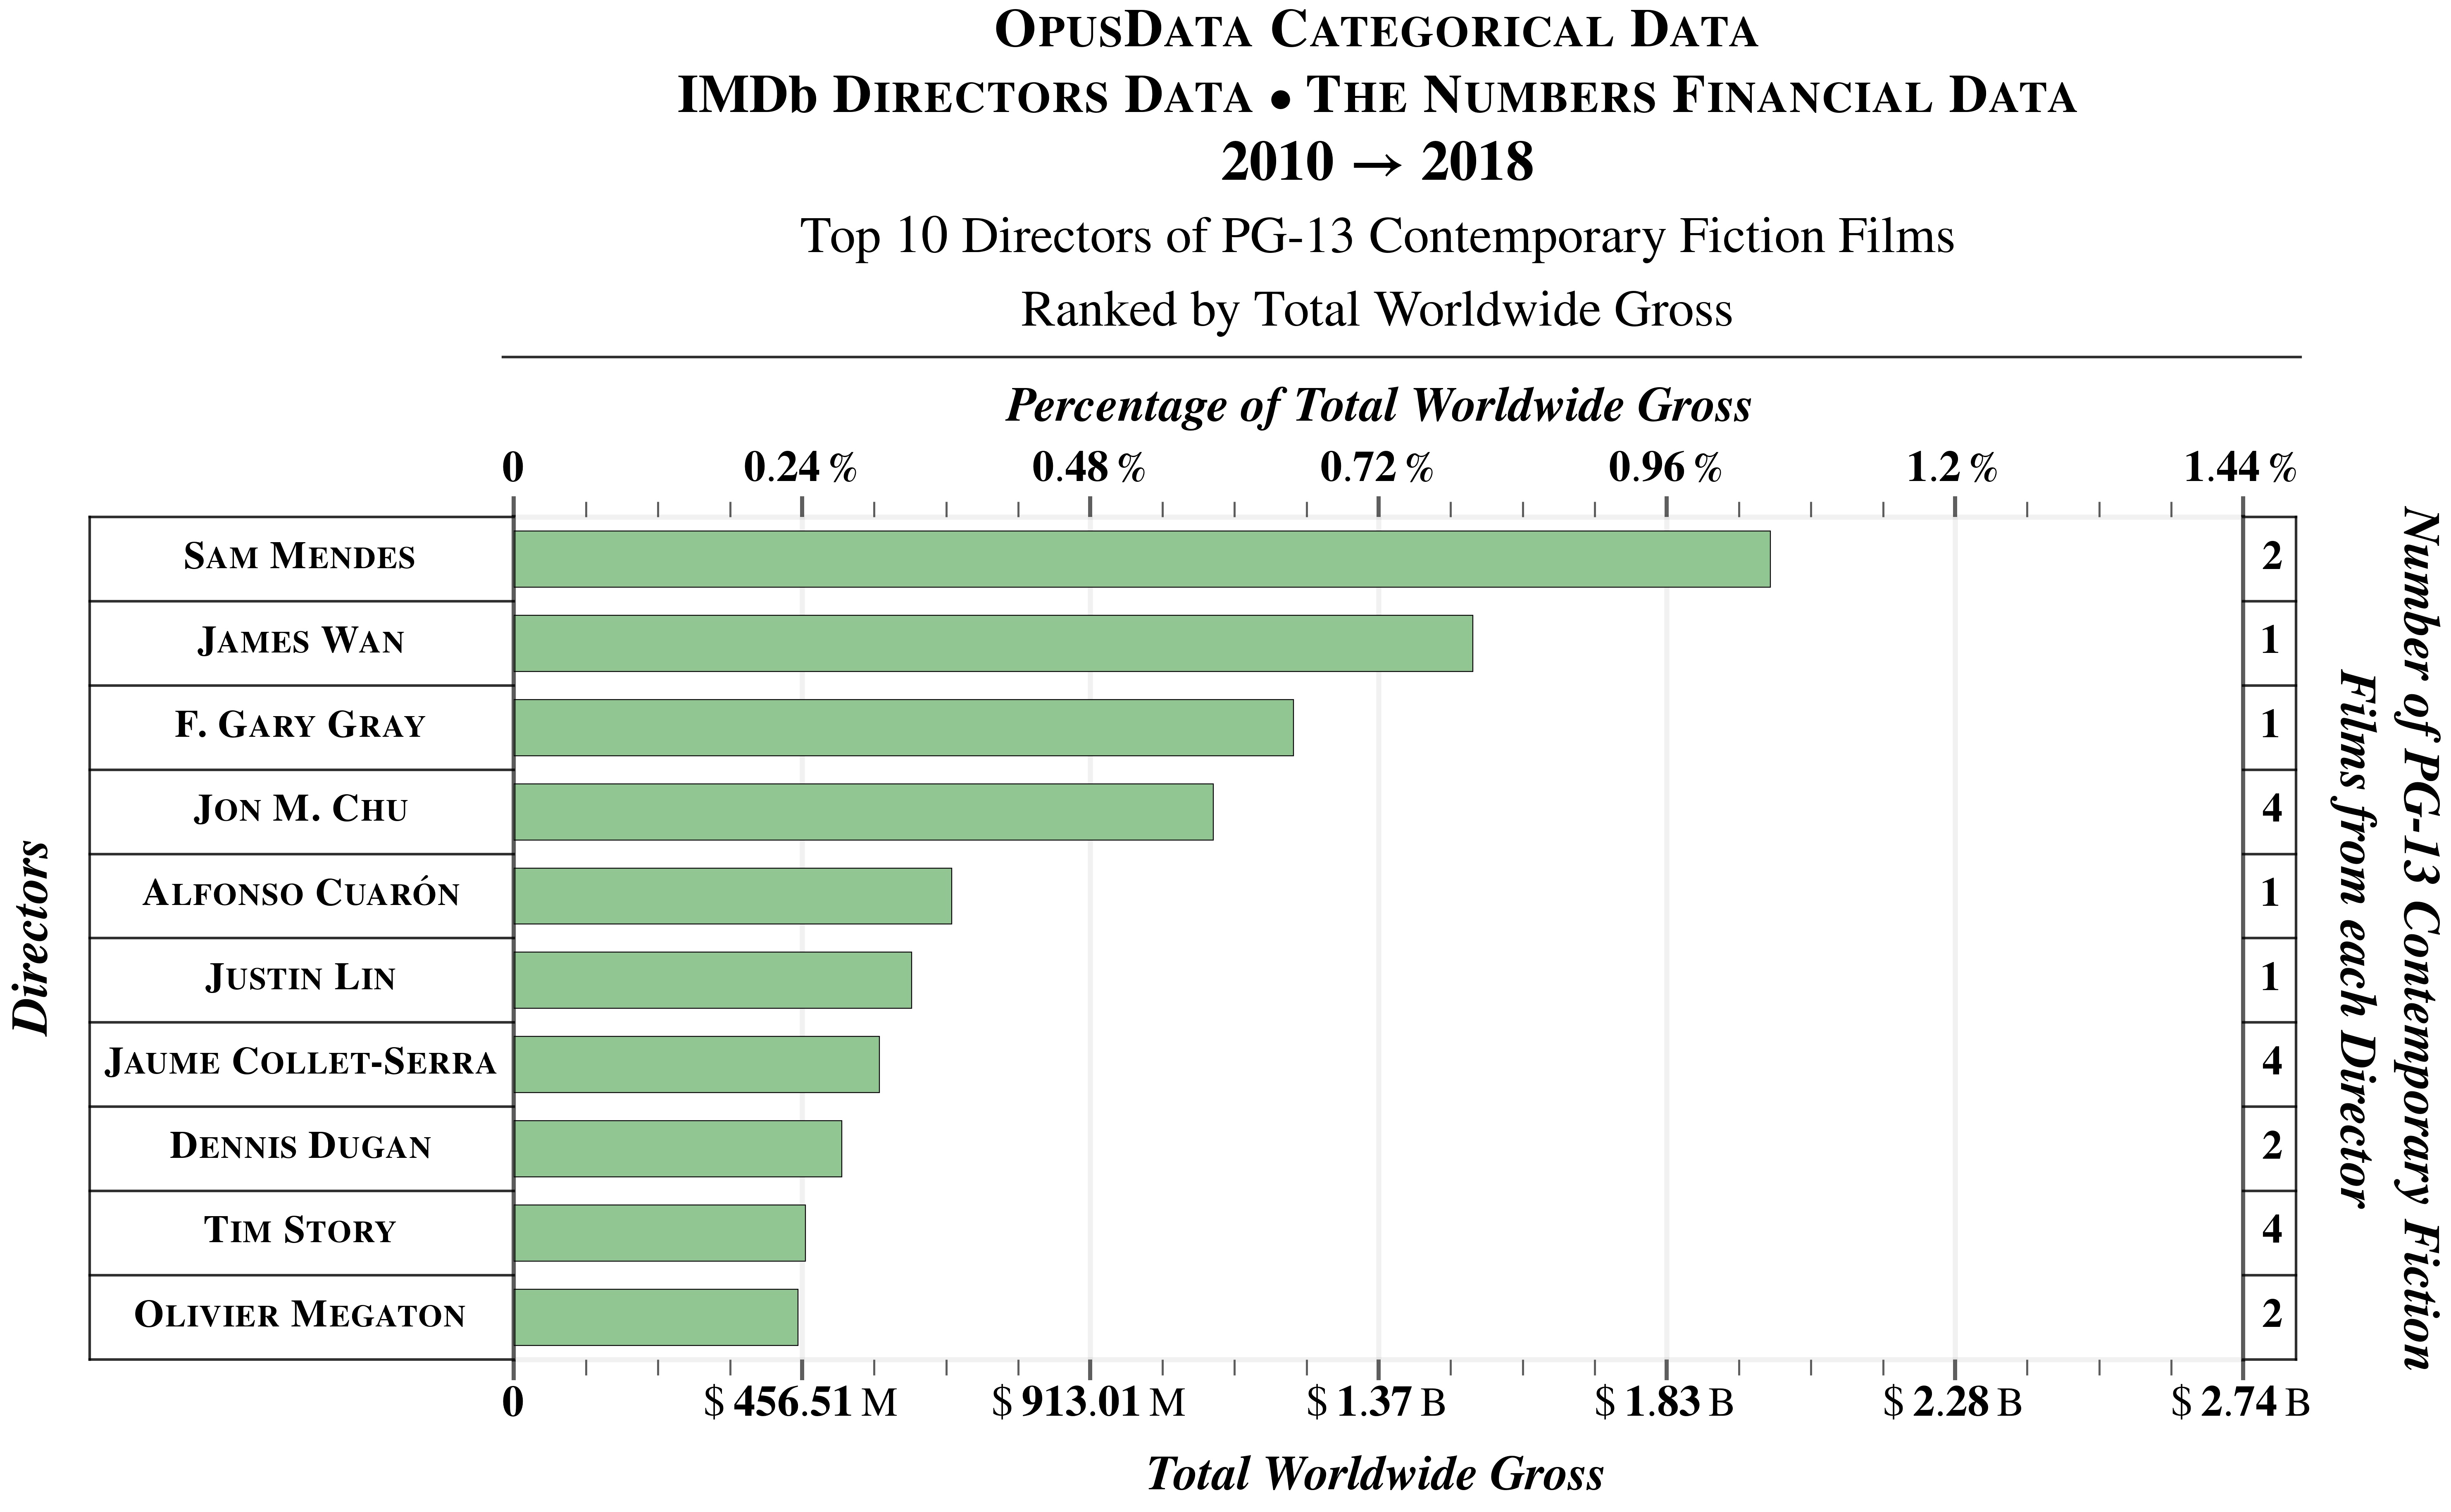 OpusData Categorical Data
IMDb Directors Data • The Numbers Financial Data
2010 → 2018
Top 10 Directors of PG-13 Contemporary Fiction Films
Ranked by Total Worldwide Gross
Percentage of Total Worldwide Gross
0 0.24 % 0.48 % 0.72 % 0.96 % 1.2 % 1.44 %
Directors
Sam Mendes 2
James Wan 1
F. Gary Gray 1
Jon M. Chu 4
Alfonso Cuarón 1
Justin Lin 1
Jaume Collet-Serra 4
Dennis Dugan 2
Tim Story 4
Olivier Megaton 2
Number of PG-13 Contemporary Fiction
Films from each Director
0 $ 456.51 M $ 913.01 M $ 1.37 B $ 1.83 B $ 2.28 B $ 2.74 B
Total Worldwide Gross